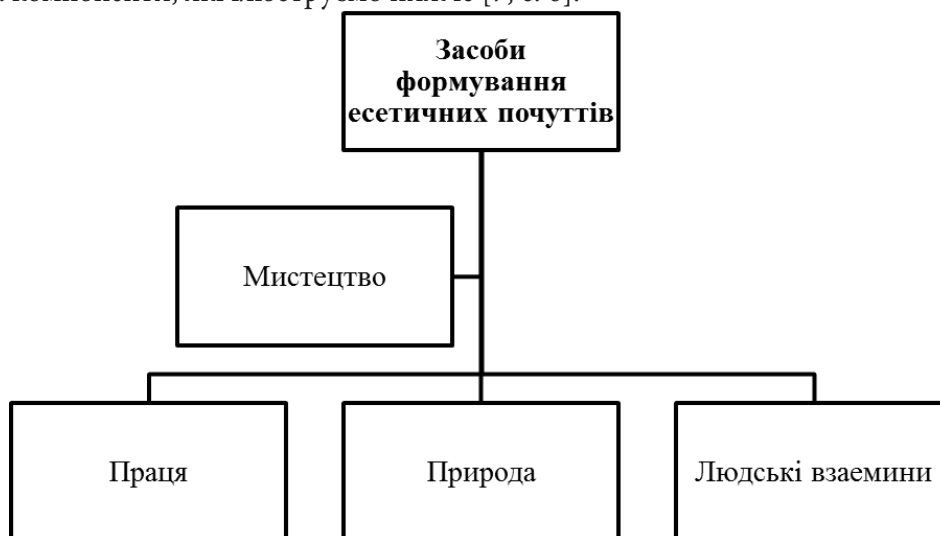 Засоби
формування
есетичних почуттів
Мистецтво
Праця
Природа
Людські взаемини